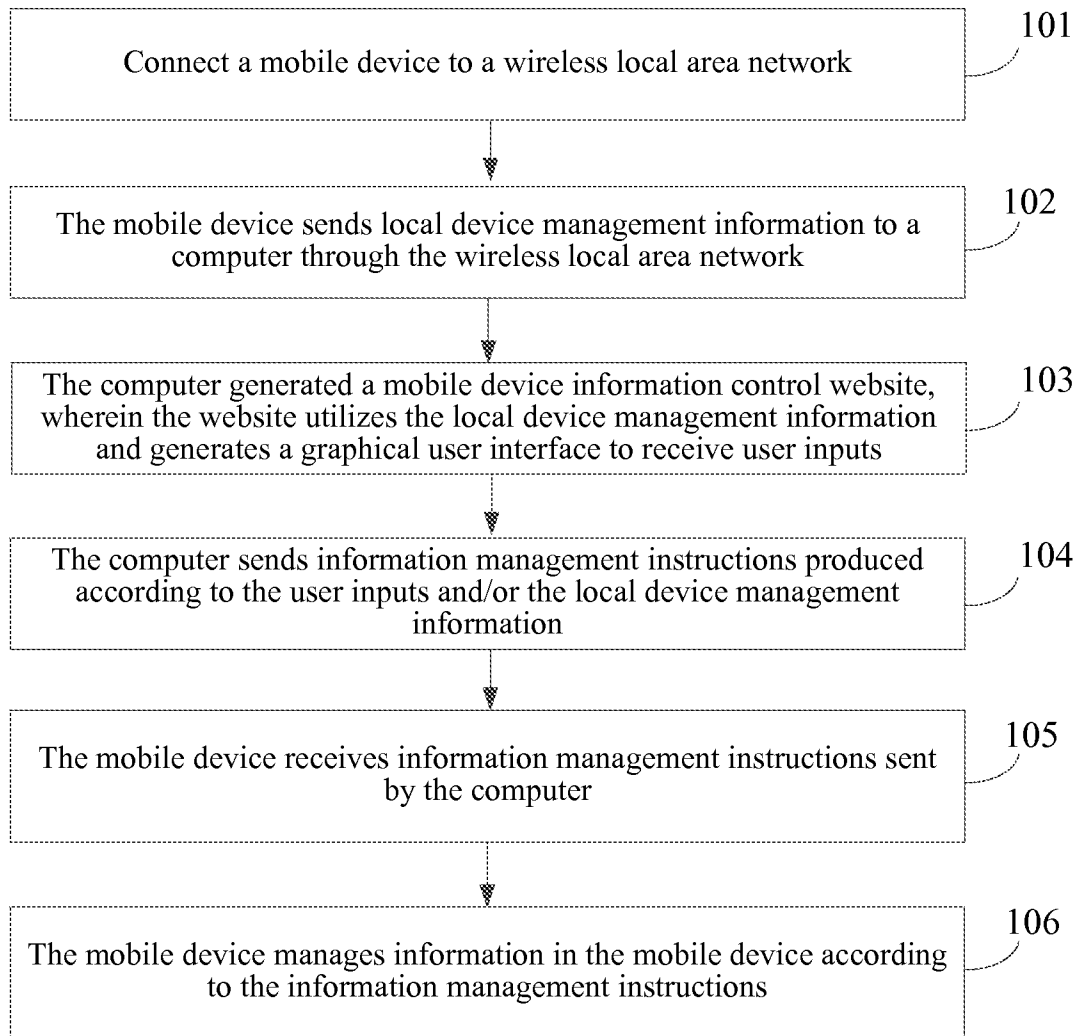 101
Connect a mobile device to a wireless local area network
102
The mobile device sends local device management information to a
computer through the wireless local area network
103
The computer generated a mobile device information control website,
wherein the website utilizes the local device management information
and generates a graphical user interface to receive user inputs
104
The computer sends information management instructions produced
according to the user inputs and/or the local device management
information
105
The mobile device receives information management instructions sent
by the computer
106
The mobile device manages information in the mobile device according
to the information management instructions